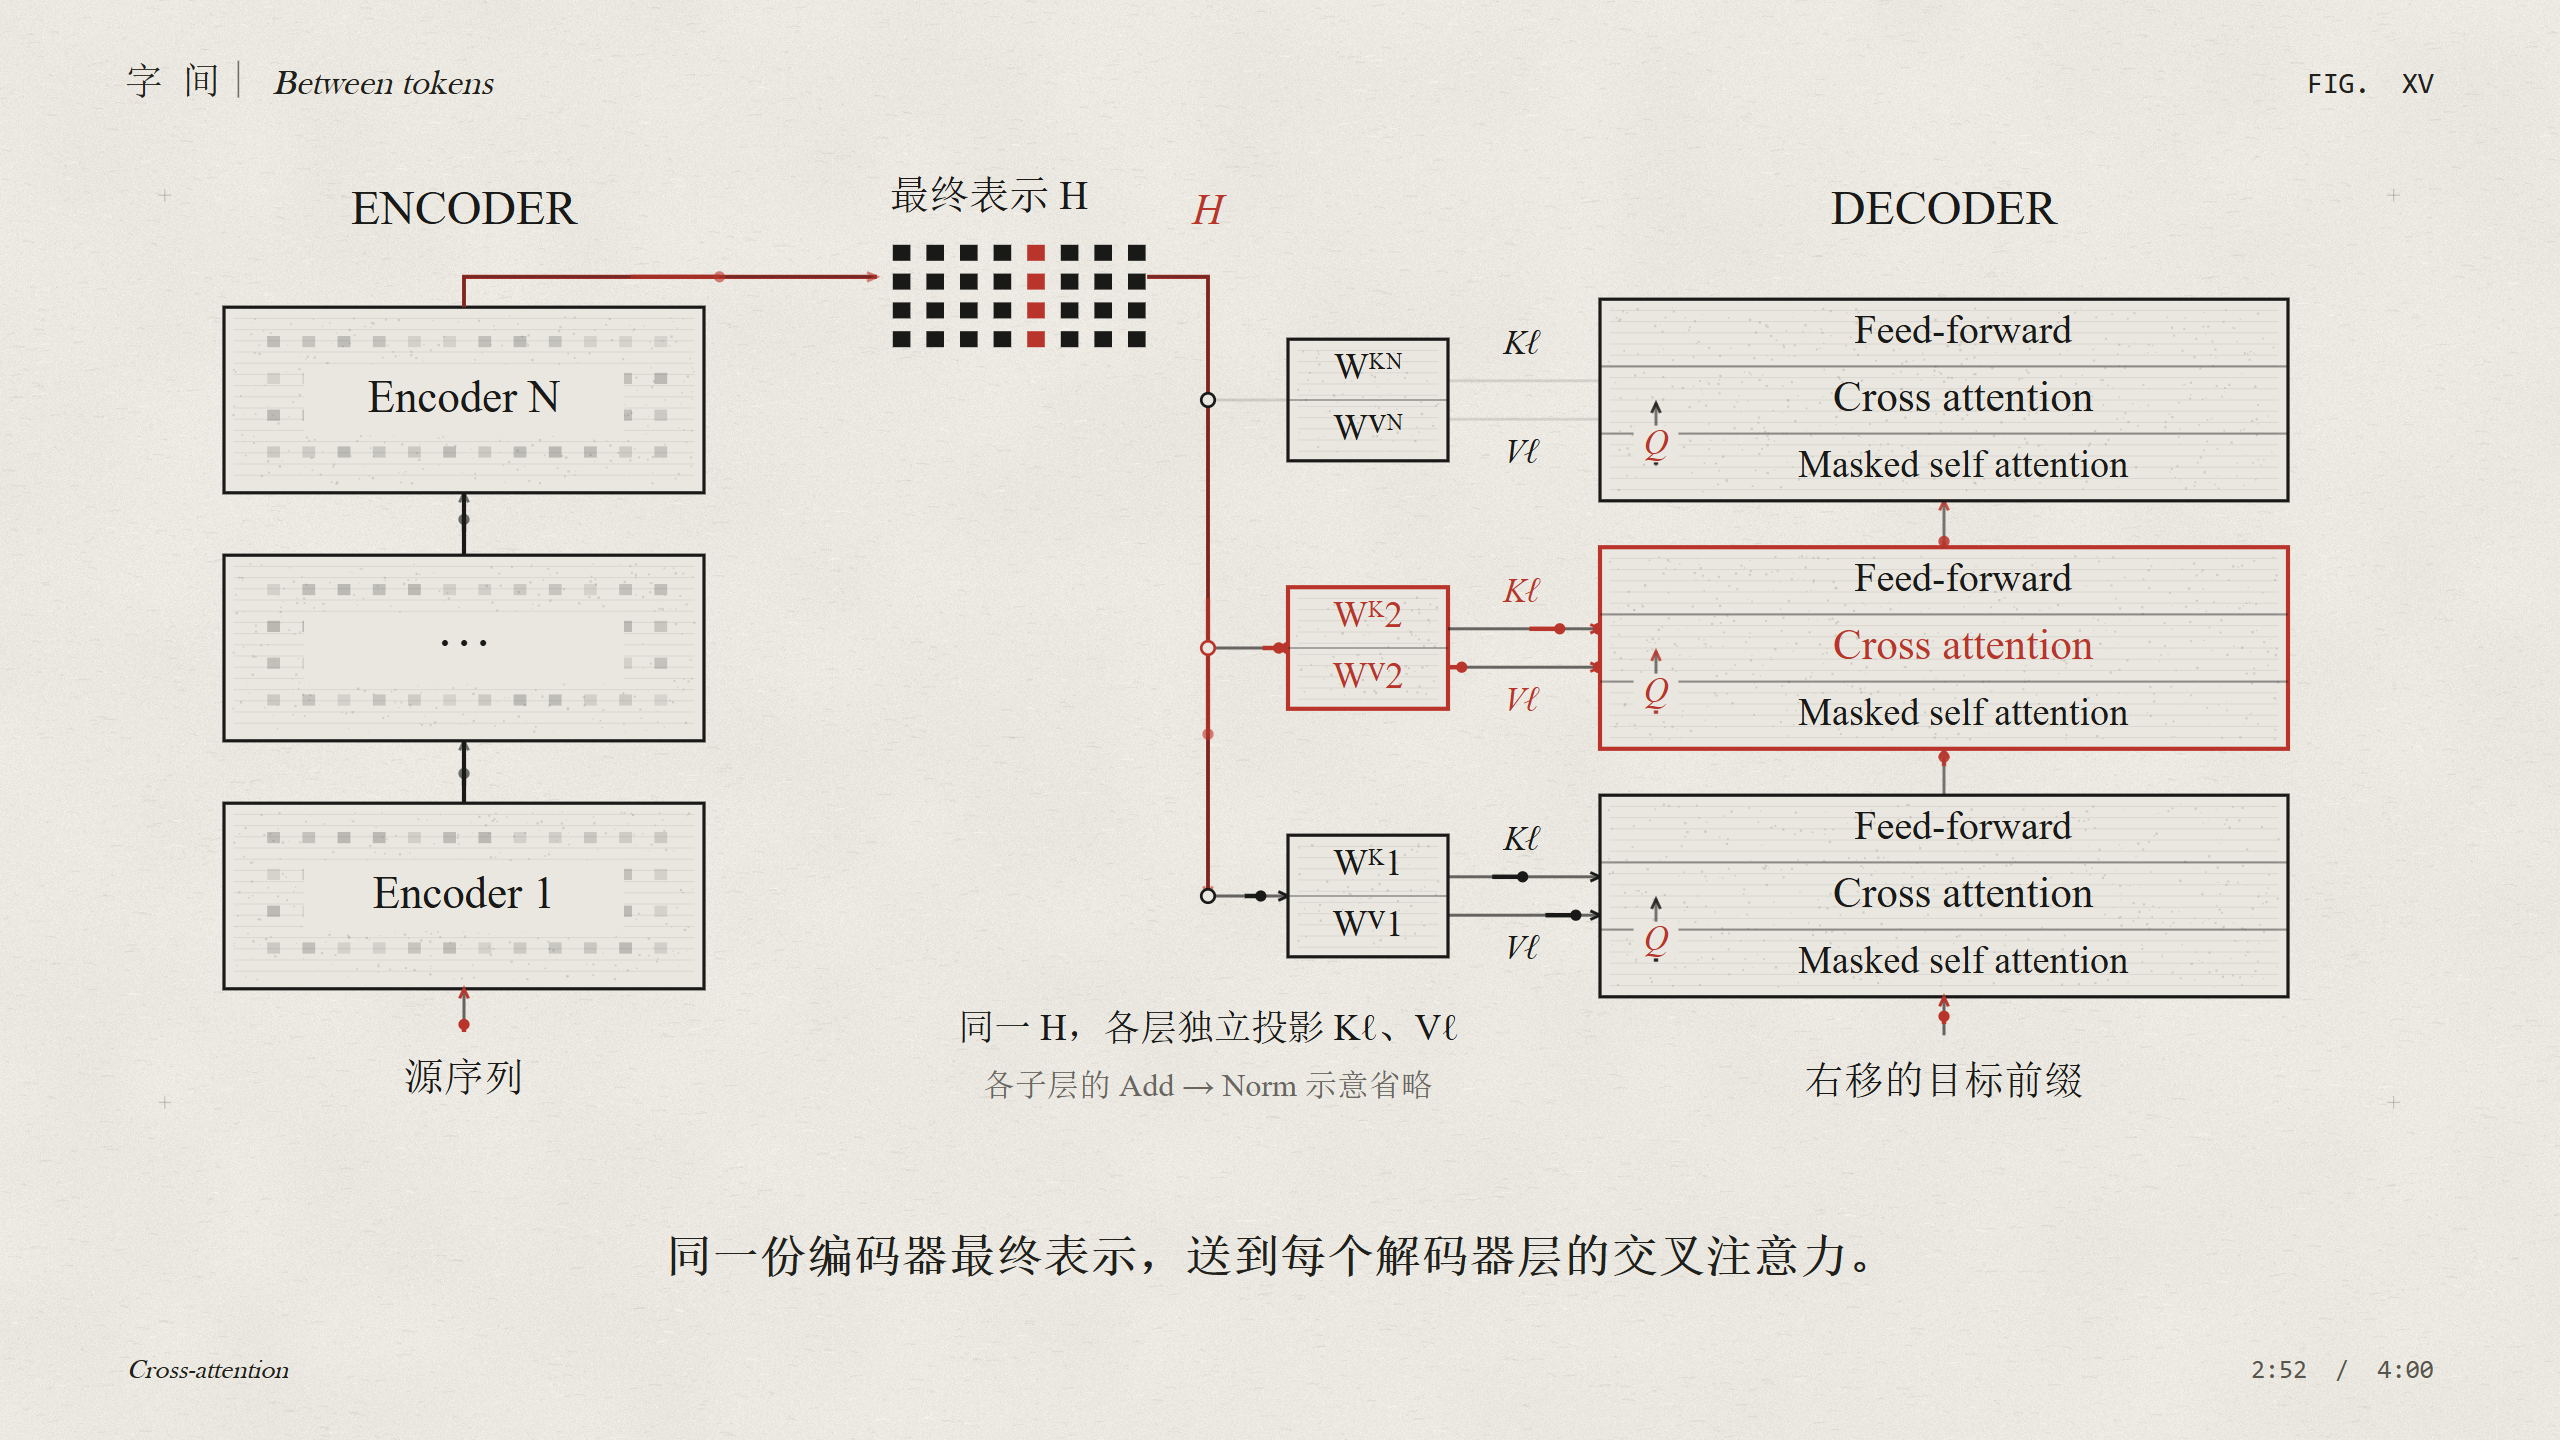 字 间 | Between tokens
FIG. XV
ENCODER
最终表示 H
H
DECODER
Encoder N
...
Encoder 1
源序列
Wᴷᴺ
Wⱽᴺ
Kℓ
Vℓ
Wᴷ2
Wⱽ2
Kℓ
Vℓ
Wᴷ1
Wⱽ1
Kℓ
Vℓ
Feed-forward
Cross attention
Q
Masked self attention
Feed-forward
Cross attention
Q
Masked self attention
Feed-forward
Cross attention
Q
Masked self attention
右移的目标前缀
同一 H，各层独立投影 Kℓ、Vℓ
各子层的 Add → Norm 示意省略
同一份编码器最终表示，送到每个解码器层的交叉注意力。
Cross-attention
2:52 / 4:00